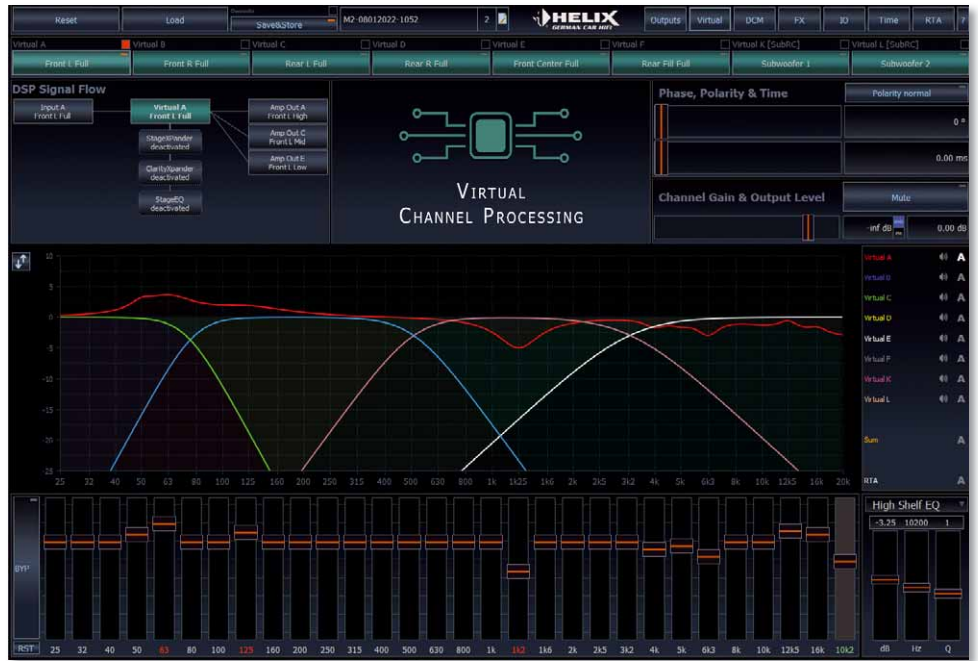 Reset Load Channels Save&Store M2-08012022-1052 2 HELIX Outputs Virtual DCM FX IO Time RTA ?
GERMAN CAR HIFI
Virtual A Virtual B Virtual C Virtual D Virtual E Virtual F Virtual K [SubRC] Virtual L [SubRC]
Front L Full Front R Full Rear L Full Rear R Full Front Center Full Rear Fill Full Subwoofer 1 Subwoofer 2
DSP Signal Flow
Input A
Front L Full
Virtual A
Front L Full
StageXPander
deactivated
ClarityXpander
deactivated
StageEQ
deactivated
Amp Out A
Front L High
Amp Out C
Front L Mid
Amp Out E
Front L Low
VIRTUAL
CHANNEL PROCESSING
Phase, Polarity & Time Polarity normal
0 °
0.00 ms
Channel Gain & Output Level Mute
-inf dB 0.00 dB
10
5
0
-5
-10
-15
-20
-25
25 32 40 50 63 80 100 125 160 200 250 315 400 500 630 800 1k 1k25 1k6 2k 2k5 3k2 4k 5k 6k3 8k 10k 12k5 16k 20k
Virtual A A
Virtual B A
Virtual C A
Virtual D A
Virtual E A
Virtual F A
Virtual K A
Virtual L A
Sum A
RTA A
BYP
RST 25 32 40 50 63 80 100 125 160 200 250 315 400 500 630 800 1k 1k2 1k6 2k 2k5 3k2 4k 5k 6k3 8k 10k 12k5 16k 10k2
High Shelf EQ
-3.25 10200 1
dB Hz Q